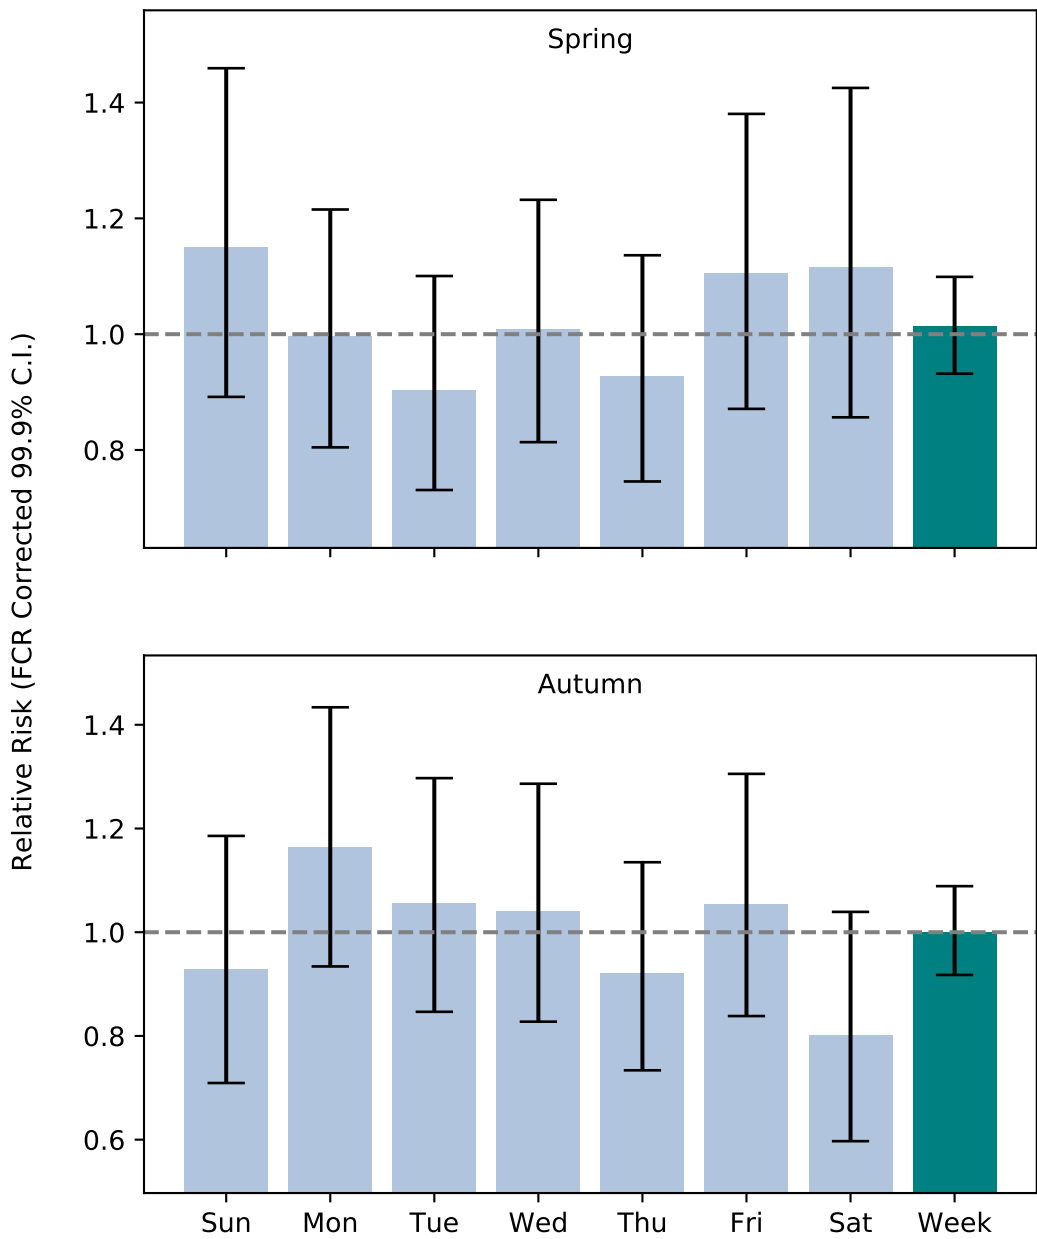 Relative Risk (FCR Corrected 99.9% C.I.)
Spring
1.4
1.2
1.0
0.8
Autumn
1.4
1.2
1.0
0.8
0.6
Sun Mon Tue Wed Thu Fri Sat Week